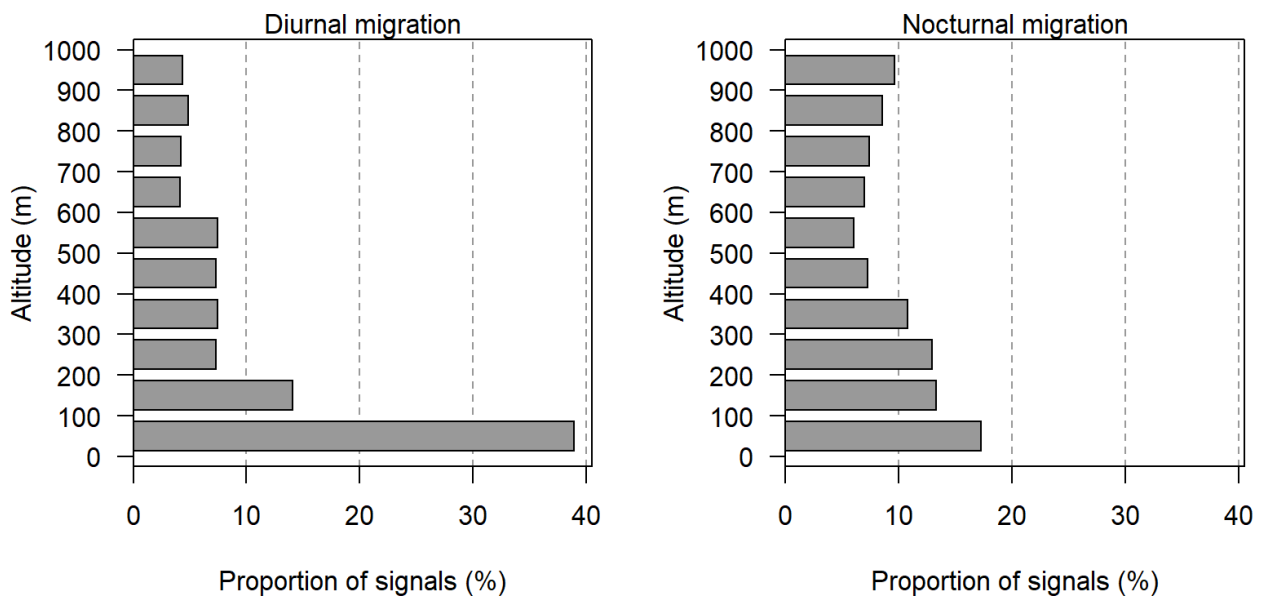 Diurnal migration
1000
900
800
700
600
500
400
300
200
100
0
Altitude (m)
0 10 20 30 40
Proportion of signals (%)
Nocturnal migration
1000
900
800
700
600
500
400
300
200
100
0
Altitude (m)
0 10 20 30 40
Proportion of signals (%)